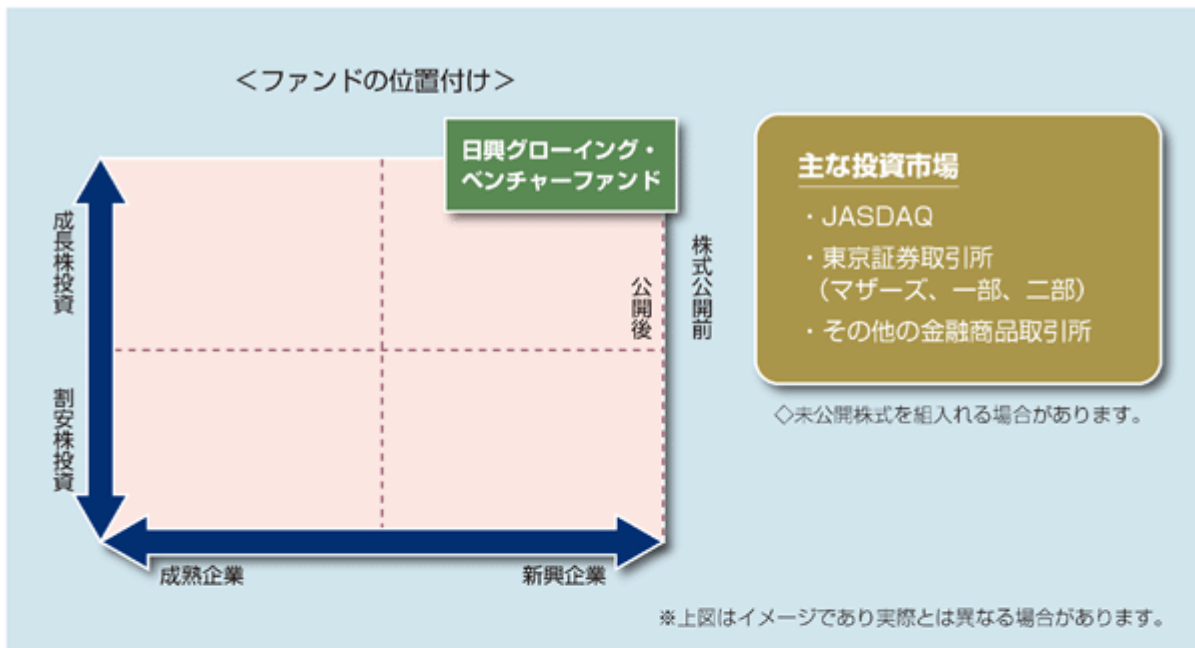 ＜ファンドの位置付け＞
日興グローイング・
ベンチャーファンド
成長株投資
割安株投資
公開後
株式公開前
成熟企業
新興企業
主な投資市場
・JASDAQ
・東京証券取引所
（マザーズ、一部、二部）
・その他の金融商品取引所
◇未公開株式を組入れる場合があります。
※上図はイメージであり実際とは異なる場合があります。